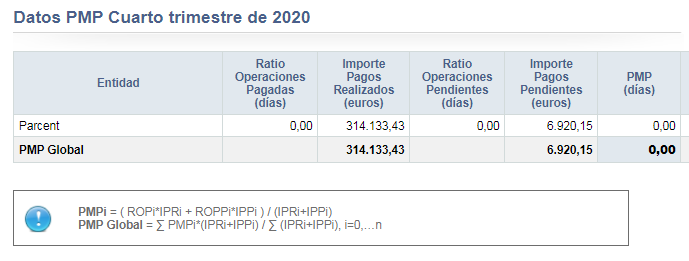 Datos PMP Cuarto trimestre de 2020
Entidad
Ratio
Operaciones
Pagadas
(días)
Importe
Pagos
Realizados
(euros)
Ratio
Operaciones
Pendientes
(días)
Importe
Pagos
Pendientes
(euros)
PMP
(días)
Parcent 0,00 314.133,43 0,00 6.920,15 0,00
PMP Global 314.133,43 6.920,15 0,00
PMPi = ( ROPi*IPRi + ROPPi*IPPi ) / (IPRi+IPPi)
PMP Global = ∑ PMPi*(IPRi+IPPi) / ∑ (IPRi+IPPi), i=0,...n